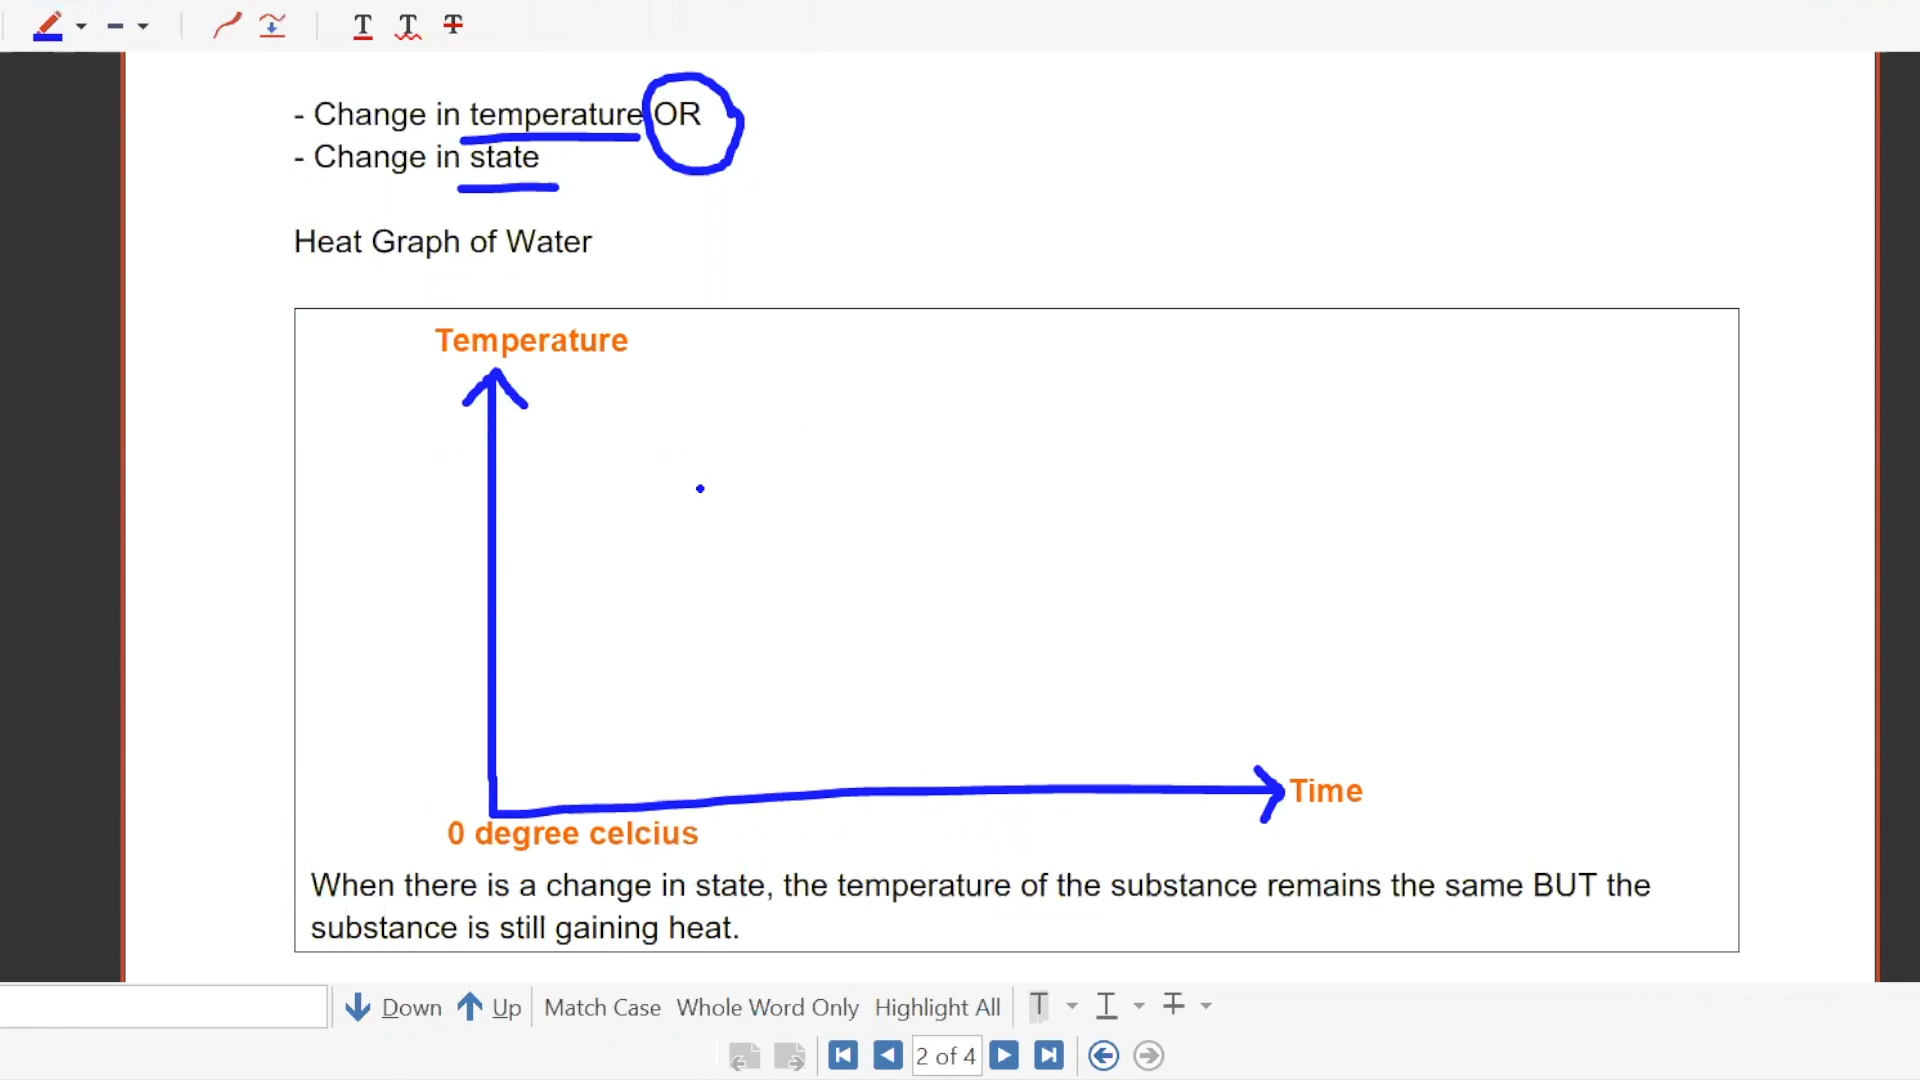 - Change in temperature OR
- Change in state
Heat Graph of Water
Temperature
Time
0 degree celcius
When there is a change in state, the temperature of the substance remains the same BUT the
substance is still gaining heat.
Down Up Match Case Whole Word Only Highlight All
2 of 4